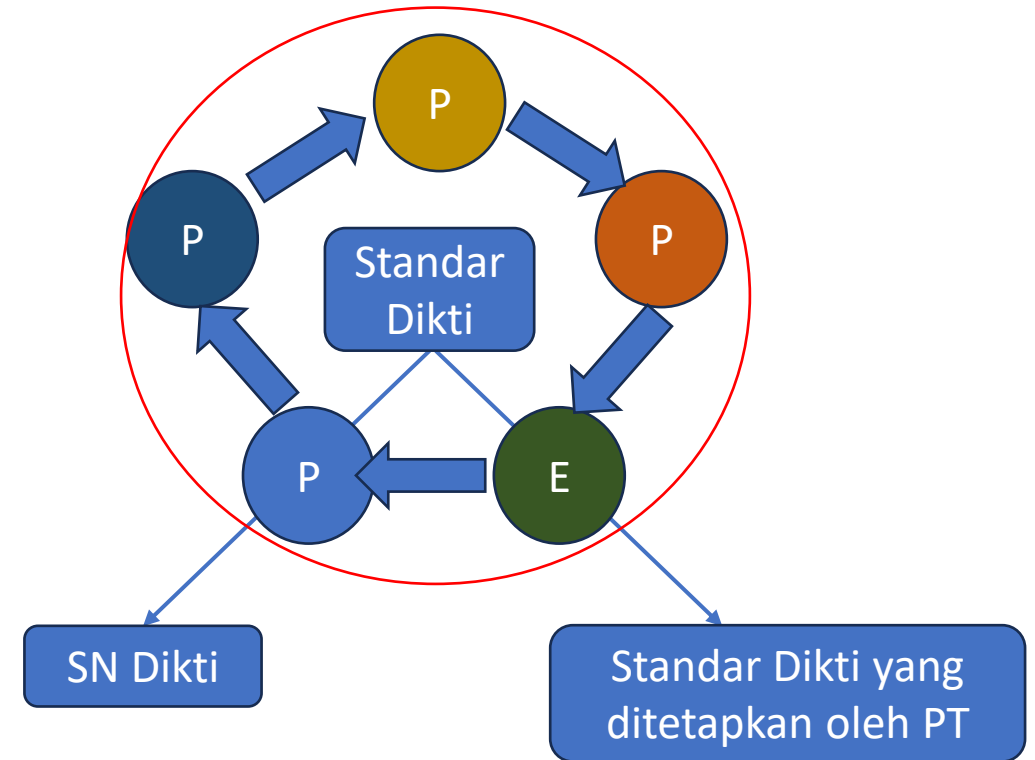 P
P
P
Standar
Dikti
P
E
SN Dikti
Standar Dikti yang
ditetapkan oleh PT